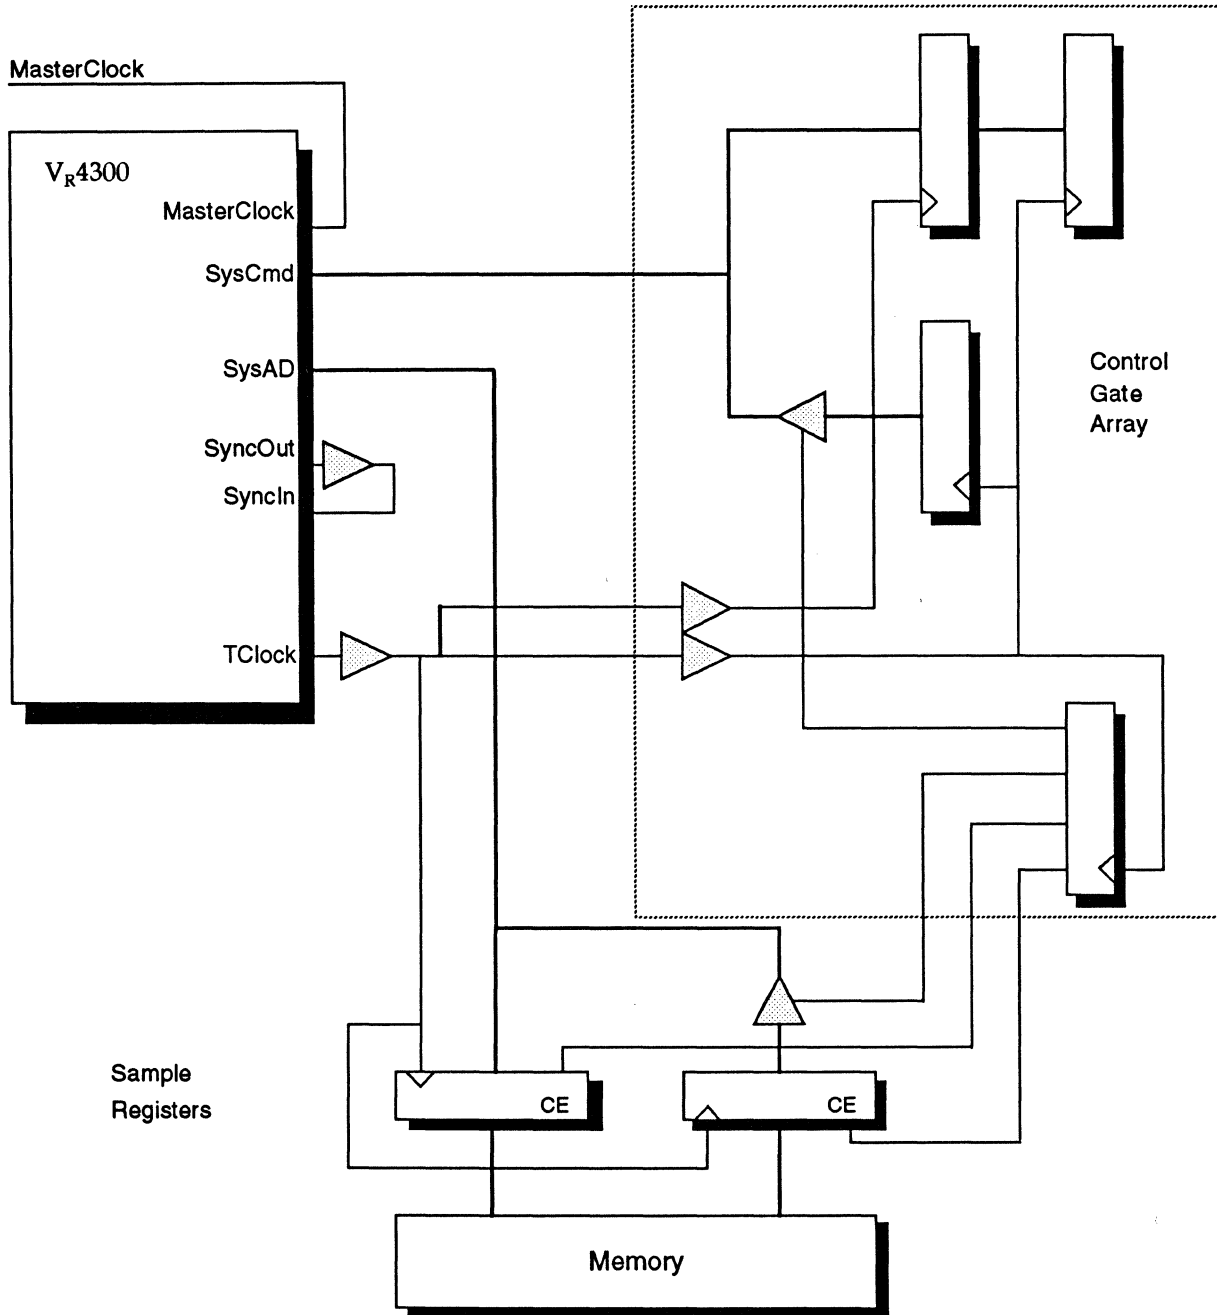 MasterClock
VR4300
MasterClock
SysCmd
SysAD
SyncOut
SyncIn
TClock
Control
Gate
Array
Sample
Registers
CE
CE
Memory